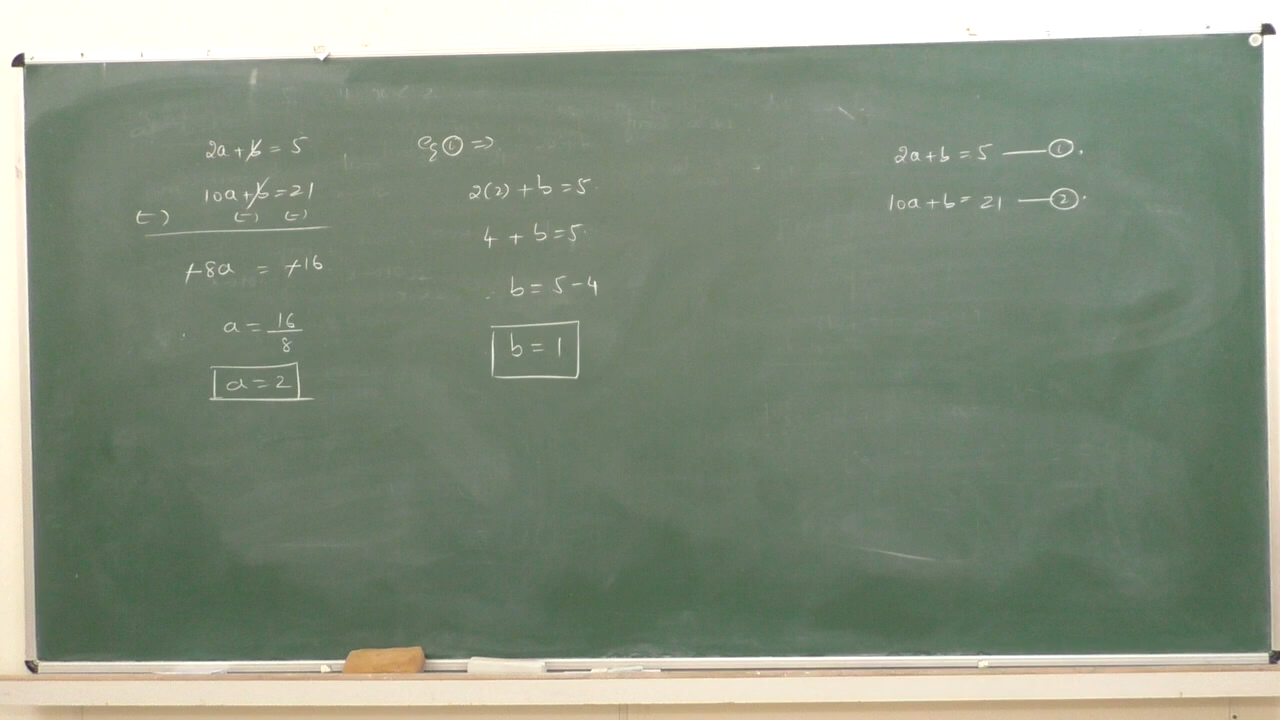 2a + b = 5
10a + b = 21
(-) (-) (-)
-8a = -16
a = 16/8
a = 2
Eq ① ⇒
2(2) + b = 5
4 + b = 5
b = 5 - 4
b = 1
2a + b = 5 — ①.
10a + b = 21 — ②.